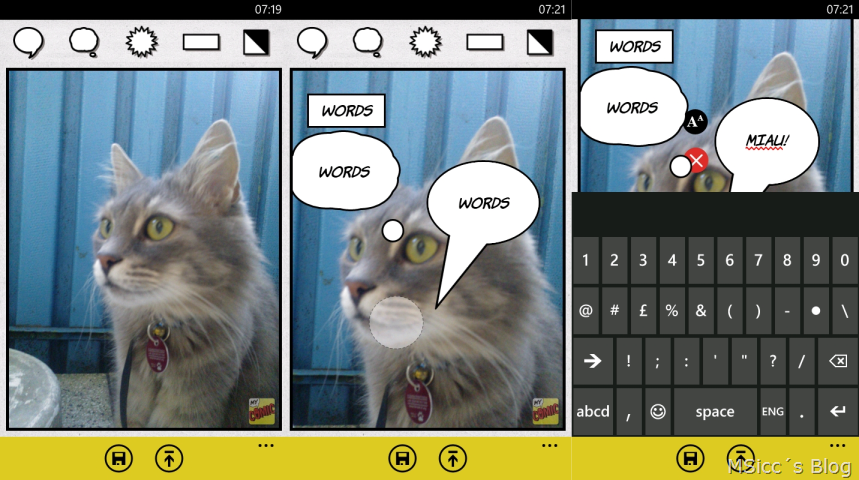 07:19
MY COMIC
07:21
WORDS
WORDS
WORDS
MY COMIC
07:21
WORDS
WORDS
AA
MIAU!
1 2 3 4 5 6 7 8 9 0
@ # £ % & ( ) - ● \
! ; : ' " ? /
abcd , space ENG .
MSicc´s Blog